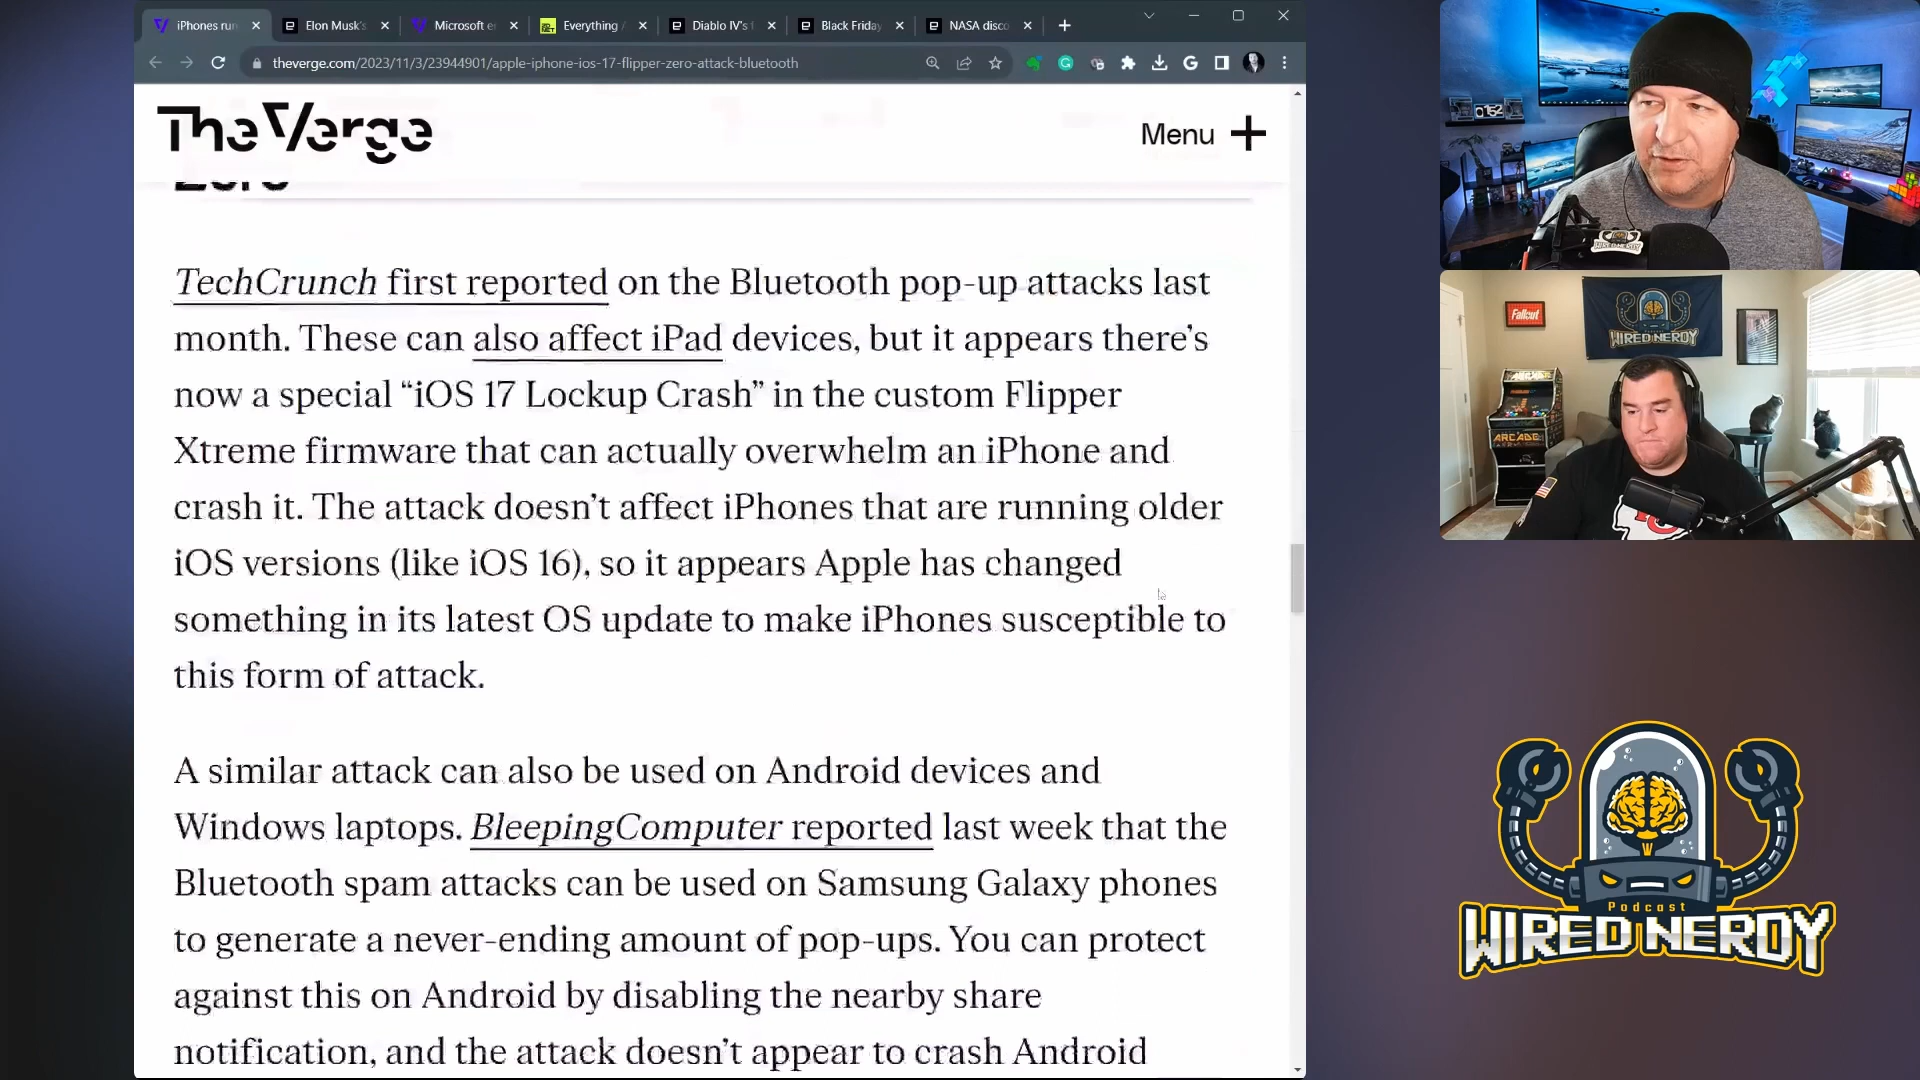 iPhones run
Elon Musk's
Microsoft e
Everything
Diablo IV's
Black Friday
NASA disco
theverge.com/2023/11/3/23944901/apple-iphone-ios-17-flipper-zero-attack-bluetooth
The Verge
Menu
Zero
TechCrunch first reported on the Bluetooth pop-up attacks last
month. These can also affect iPad devices, but it appears there’s
now a special “iOS 17 Lockup Crash” in the custom Flipper
Xtreme firmware that can actually overwhelm an iPhone and
crash it. The attack doesn’t affect iPhones that are running older
iOS versions (like iOS 16), so it appears Apple has changed
something in its latest OS update to make iPhones susceptible to
this form of attack.
A similar attack can also be used on Android devices and
Windows laptops. BleepingComputer reported last week that the
Bluetooth spam attacks can be used on Samsung Galaxy phones
to generate a never-ending amount of pop-ups. You can protect
against this on Android by disabling the nearby share
notification, and the attack doesn’t appear to crash Android
WIRED NERDY
Fallout
WIRED NERDY
ARCADE
Podcast
WIRED NERDY